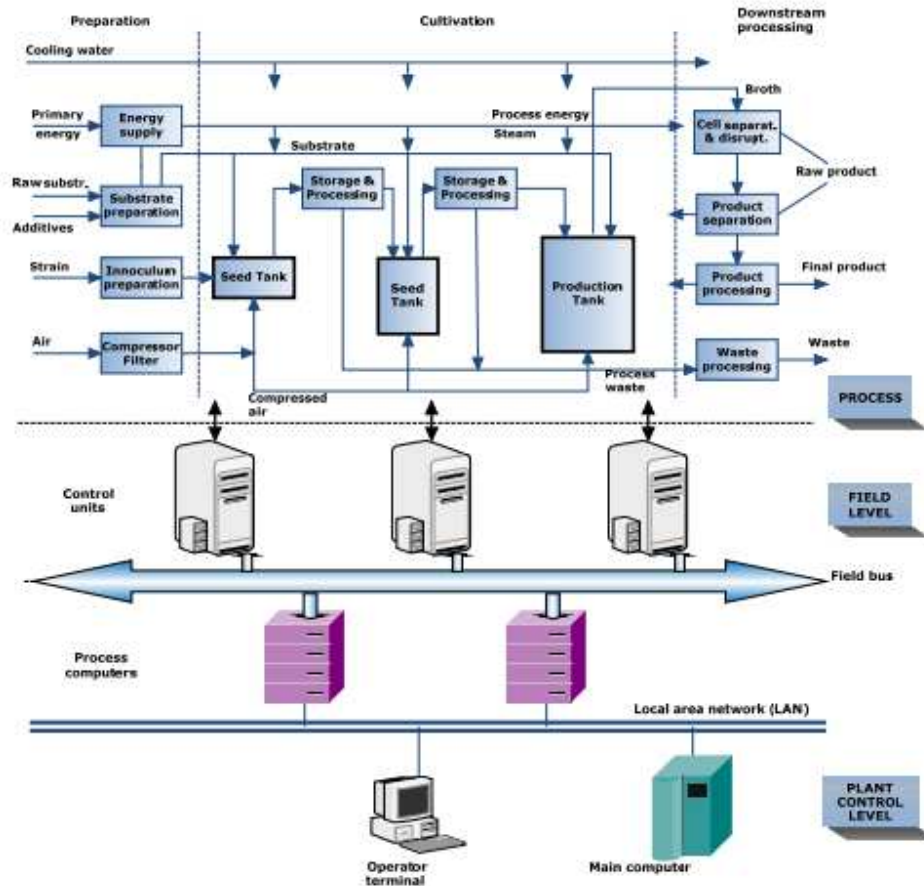 Preparation
Cultivation
Downstream
processing
Cooling water
Broth
Primary
energy
Energy
supply
Process energy
Steam
Cell separat.
& disrupt.
Substrate
Raw substr.
Additives
Substrate
preparation
Storage &
Processing
Storage &
Processing
Raw product
Product
separation
Strain
Innoculum
preparation
Seed Tank
Seed
Tank
Production
Tank
Product
processing
Final product
Air
Compressor
Filter
Compressed
air
Process
waste
Waste
processing
Waste
PROCESS
Control
units
FIELD
LEVEL
Field bus
Process
computers
Local area network (LAN)
PLANT
CONTROL
LEVEL
Operator
terminal
Main computer